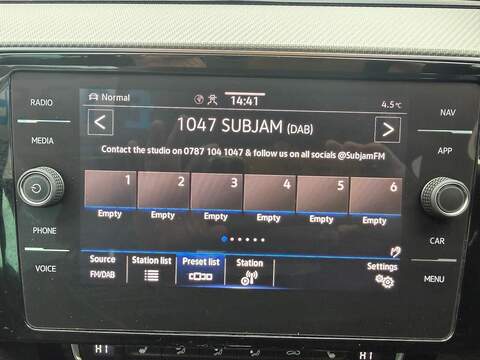 RADIO
MEDIA
PHONE
VOICE
NAV
APP
CAR
MENU
Normal
14:41
4.5°C
< 1047 SUBJAM (DAB) >
Contact the studio on 0787 104 1047 & follow us on all socials @SubjamFM
1 2 3 4 5 6
Empty Empty Empty Empty Empty Empty
Source Station list Preset list Station Settings
FM/DAB
HI HI